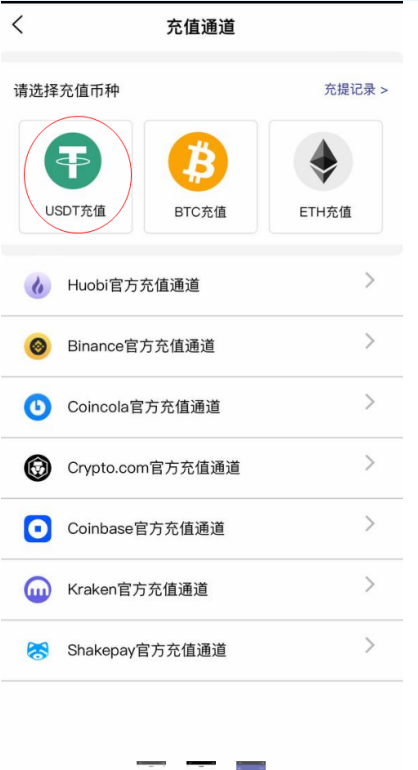 充值通道
请选择充值币种
充提记录 >
USDT充值
BTC充值
ETH充值
Huobi官方充值通道
Binance官方充值通道
Coincola官方充值通道
Crypto.com官方充值通道
Coinbase官方充值通道
Kraken官方充值通道
Shakepay官方充值通道